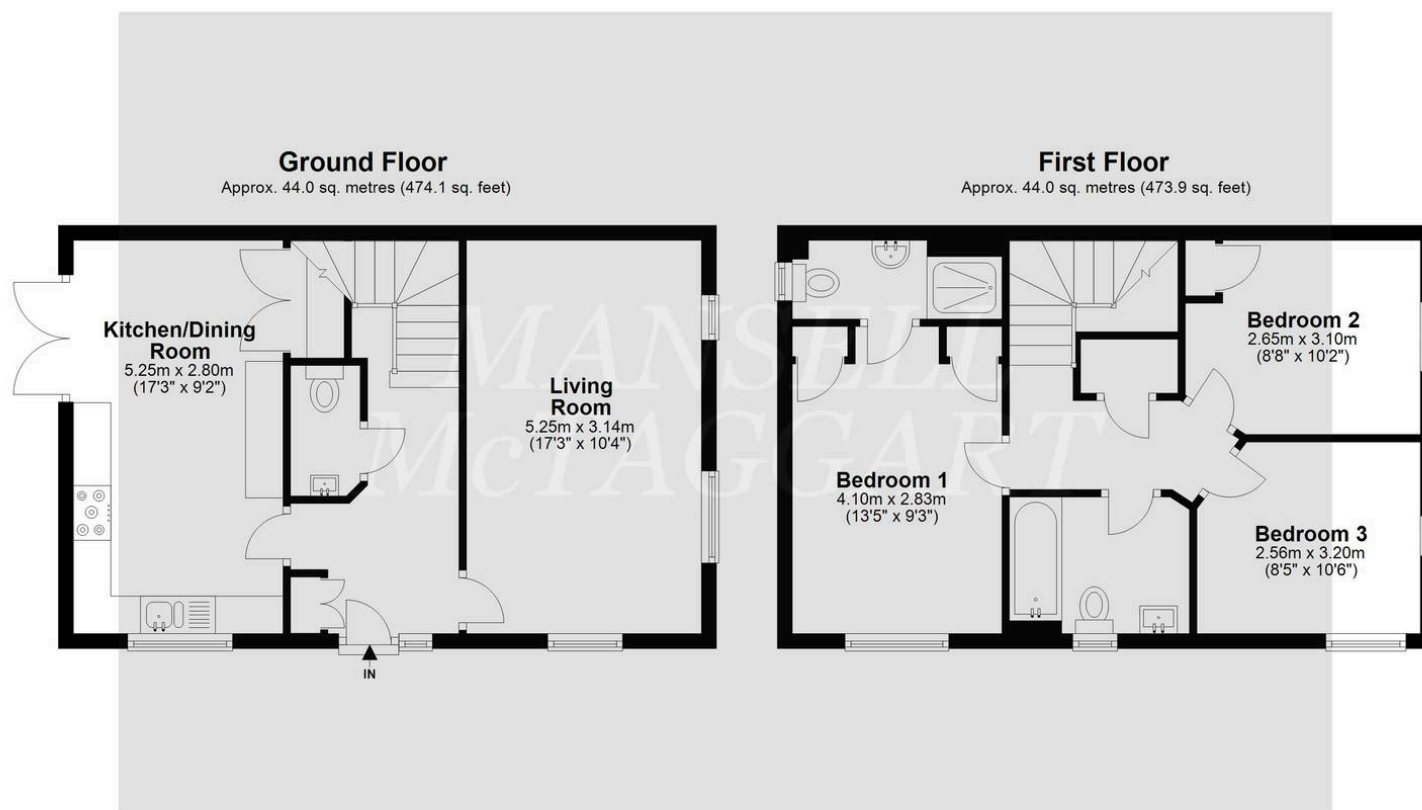 Ground Floor
Approx. 44.0 sq. metres (474.1 sq. feet)
Kitchen/Dining
Room
5.25m x 2.80m
(17'3" x 9'2")
Living
Room
5.25m x 3.14m
(17'3" x 10'4")
IN
First Floor
Approx. 44.0 sq. metres (473.9 sq. feet)
Bedroom 1
4.10m x 2.83m
(13'5" x 9'3")
Bedroom 2
2.65m x 3.10m
(8'8" x 10'2")
Bedroom 3
2.56m x 3.20m
(8'5" x 10'6")
MANSELL
McTAGGART